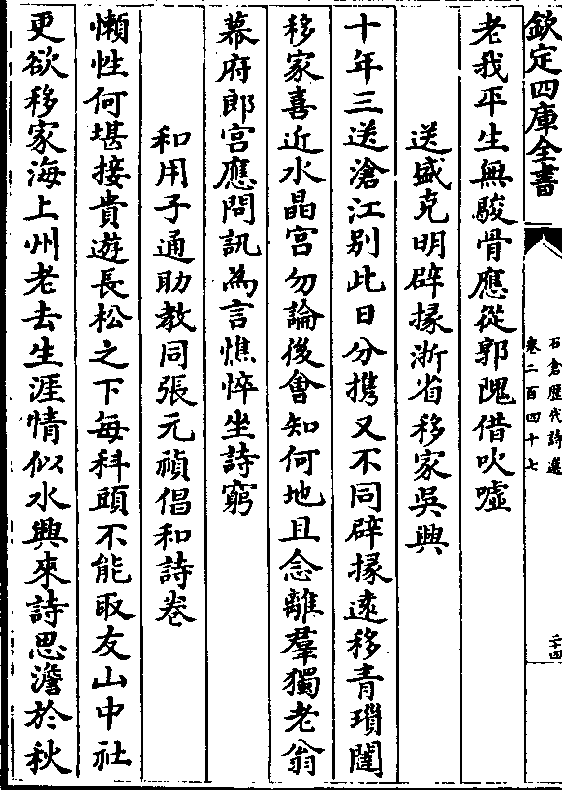 欽定四庫全書
石倉歷代詩選
卷二百四十七
二十四
老我平生無駿骨應從郭隗借吹噓
送盛克明辟掾浙省移家吳興
十年三送滄江别此日分携又不同辟掾遠移青瑣闥
移家喜近水晶宫勿論後會知何地且念離羣獨老翁
幕府郎官應問訊為言憔悴坐詩窮
和用子通助教同張元禎倡和詩卷
懶性何堪接貴遊長松之下每科頭不能取友山中社
更欲移家海上州老去生涯情似水興來詩思澹於秋